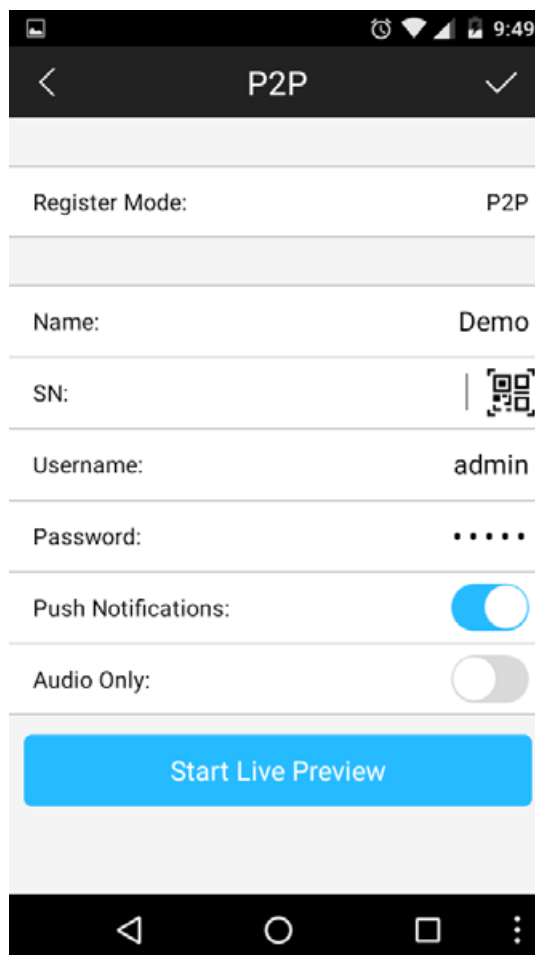 9:49
P2P
Register Mode: P2P
Name: Demo
SN:
Username: admin
Password: •••••
Push Notifications:
Audio Only:
Start Live Preview